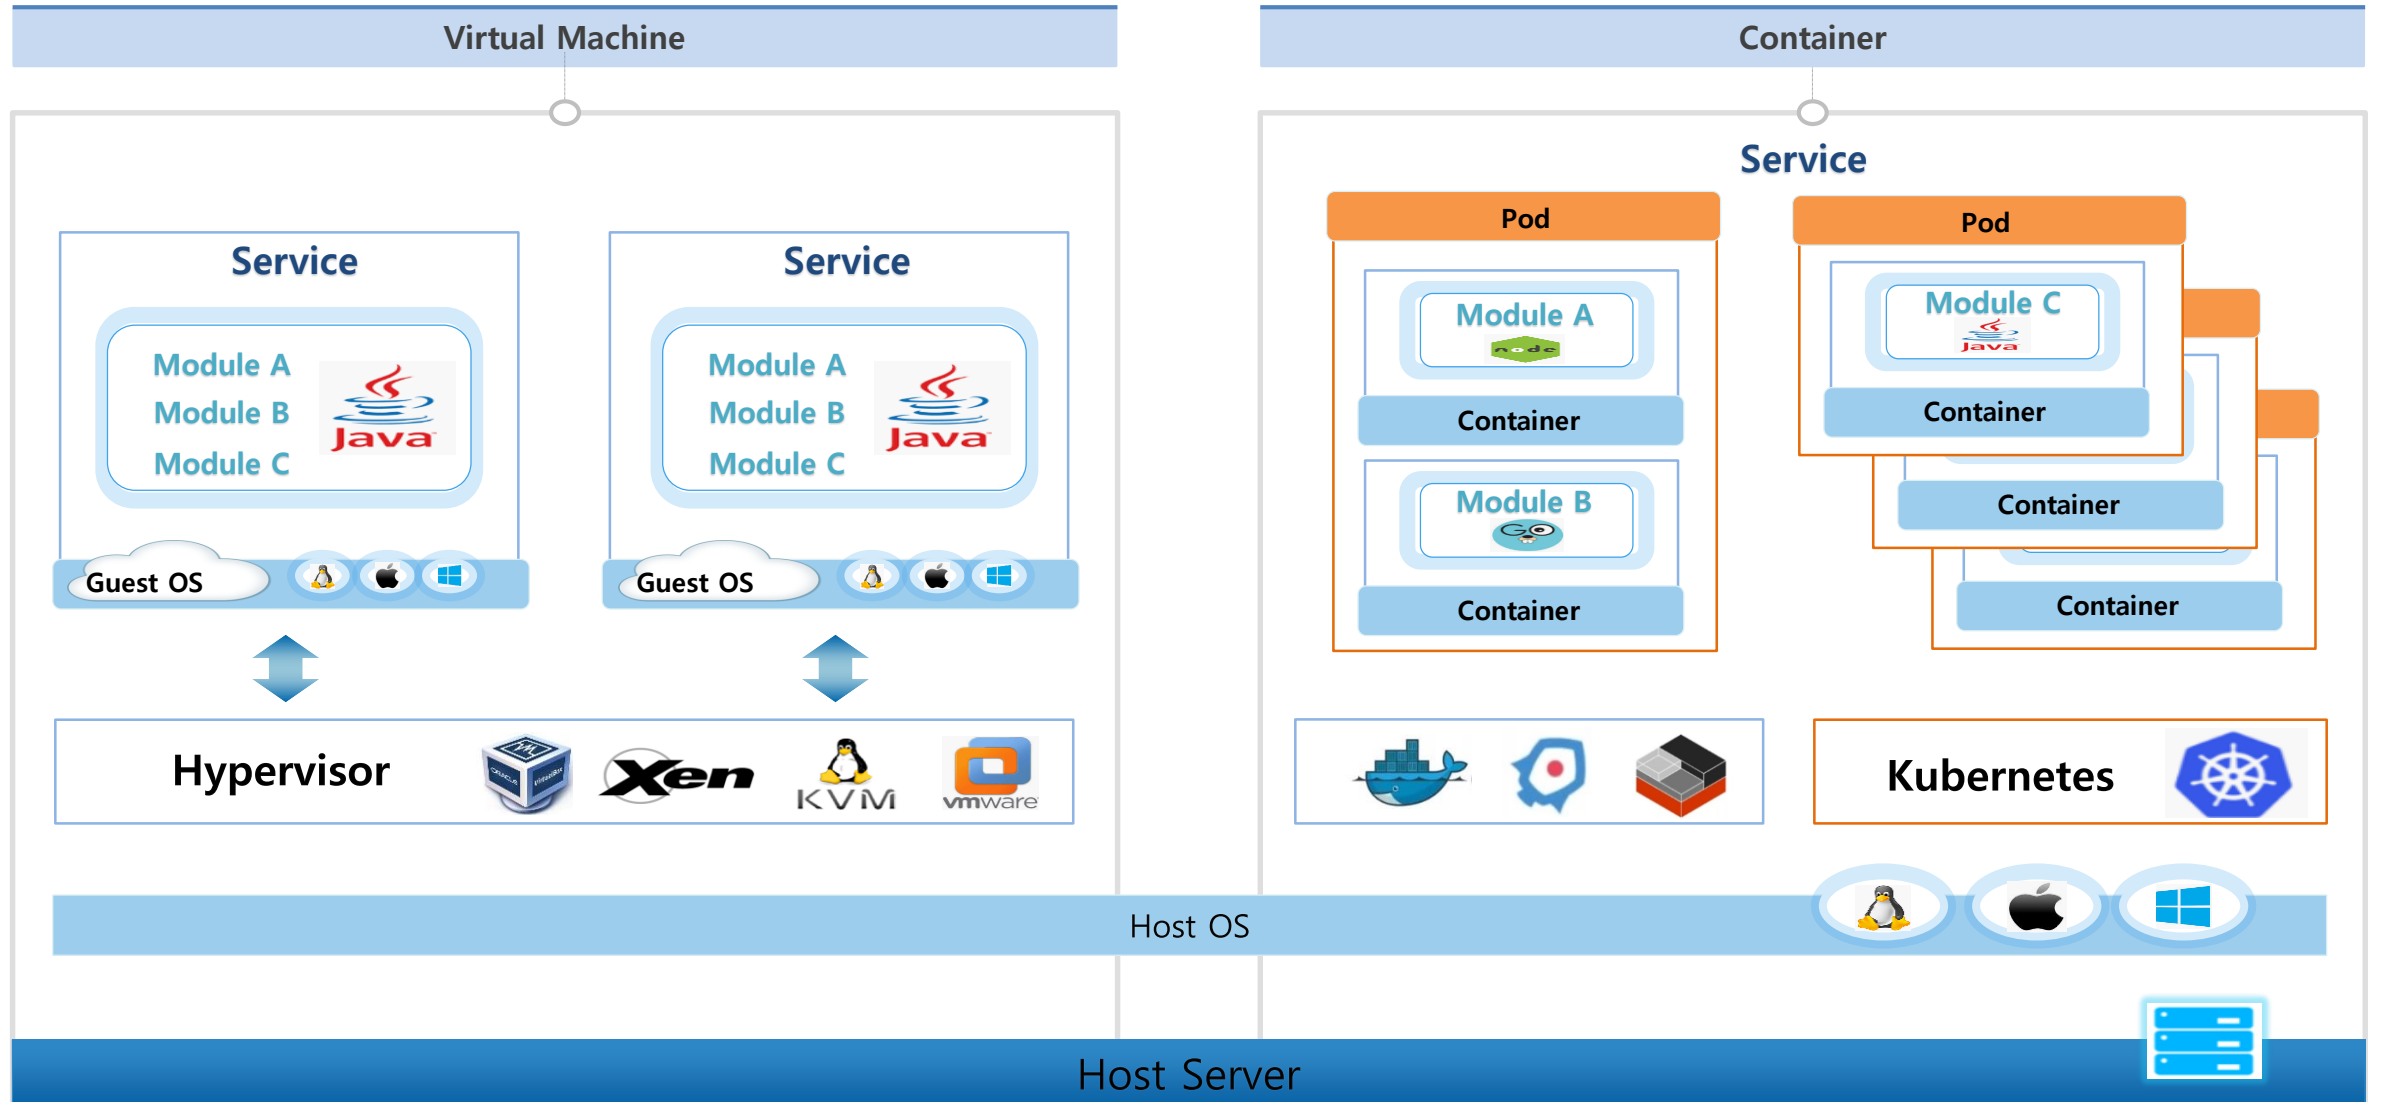 Virtual Machine
Service
Module A
Module B
Module C
Java
Guest OS
Service
Module A
Module B
Module C
Java
Guest OS
Hypervisor
Xen
KVM
vmware
Container
Service
Pod
Module A
node
Container
Module B
GO
Container
Pod
Module C
Java
Container
Container
Container
Kubernetes
Host OS
Host Server